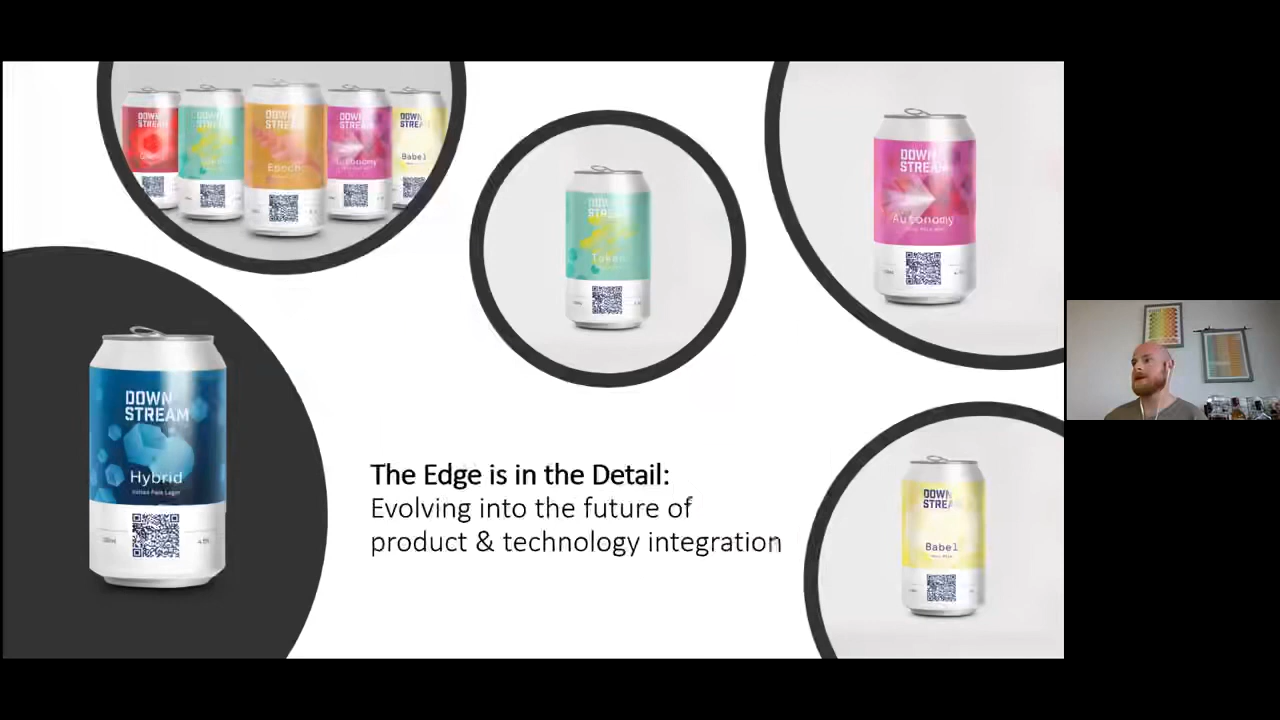 DOWN
STREAM
Epoch
DOWN
STREAM
Autonomy
DOWN
STREAM
Babel
DOWN
STREAM
Token
DOWN
STREAM
Autonomy
DOWN
STREAM
Hybrid
India Pale Lager
The Edge is in the Detail:
Evolving into the future of
product & technology integration
DOWN
STREAM
Babel